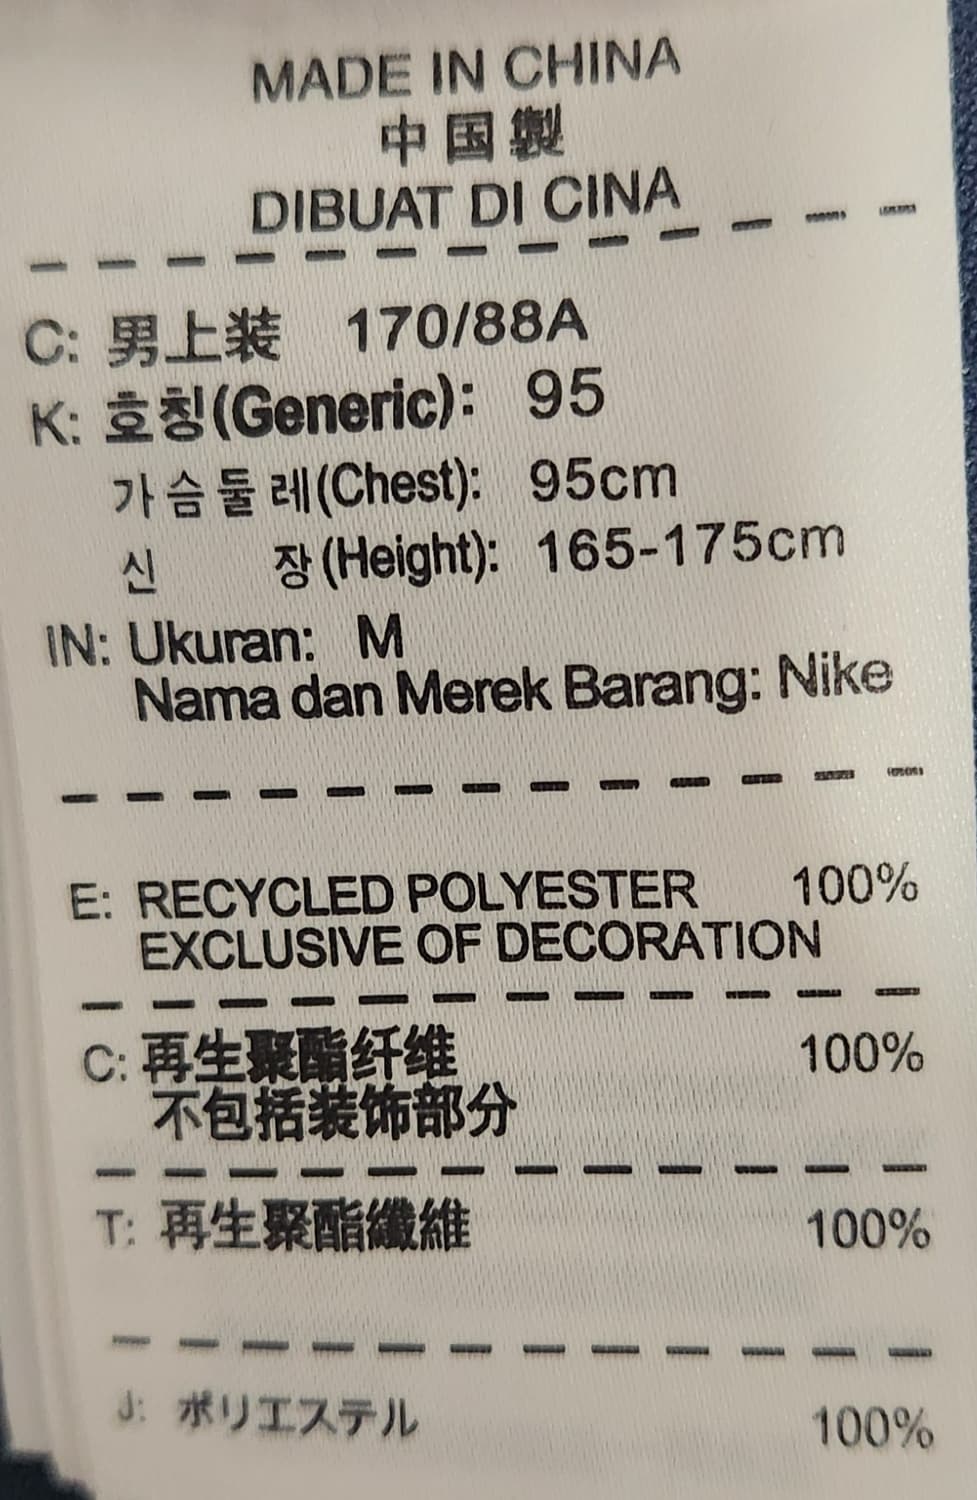 MADE IN CHINA
中国製
DIBUAT DI CINA
C: 男上装 170/88A
K: 호칭(Generic): 95
가슴둘레(Chest): 95cm
신 장(Height): 165-175cm
IN: Ukuran: M
Nama dan Merek Barang: Nike
E: RECYCLED POLYESTER 100%
EXCLUSIVE OF DECORATION
C: 再生聚酯纤维 100%
不包括装饰部分
T: 再生聚酯纖維 100%
J: ポリエステル 100%